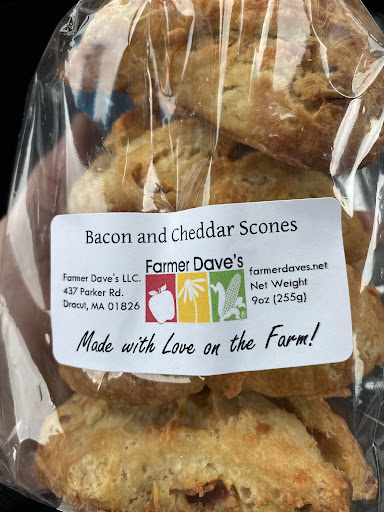 Bacon and Cheddar Scones
Farmer Dave's
Farmer Dave's LLC.
437 Parker Rd.
Dracut, MA 01826
farmerdaves.net
Net Weight
9oz (255g)
®
Made with Love on the Farm!